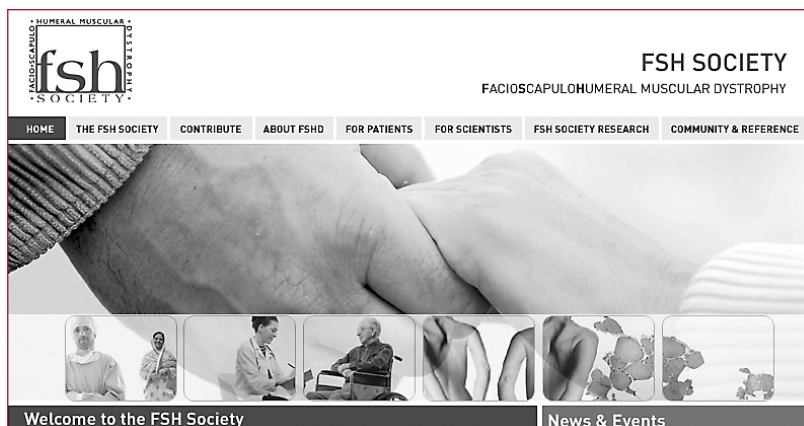 • HUMERAL MUSCULAR •
FACIO•SCAPULO
DYSTROPHY
fsh
• SOCIETY •
FSH SOCIETY
FACIOSCAPULOHUMERAL MUSCULAR DYSTROPHY
HOME THE FSH SOCIETY CONTRIBUTE ABOUT FSHD FOR PATIENTS FOR SCIENTISTS FSH SOCIETY RESEARCH COMMUNITY & REFERENCE
Welcome to the FSH Society
News & Events